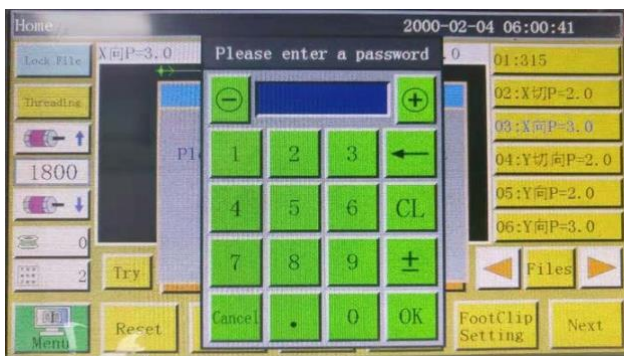 Home
2000-02-04 06:00:41
Lock File
X向P=3.0
Please enter a password
.0
01:315
Threading
02:X切P=2.0
03:X向P=3.0
1800
Pl
1
2
3
04:Y切向P=2.0
4
5
6
CL
05:Y向P=2.0
06:Y向P=3.0
0
7
8
9
±
2
Try
Files
Menu
Reset
Cancel
.
0
OK
FootClip
Setting
Next